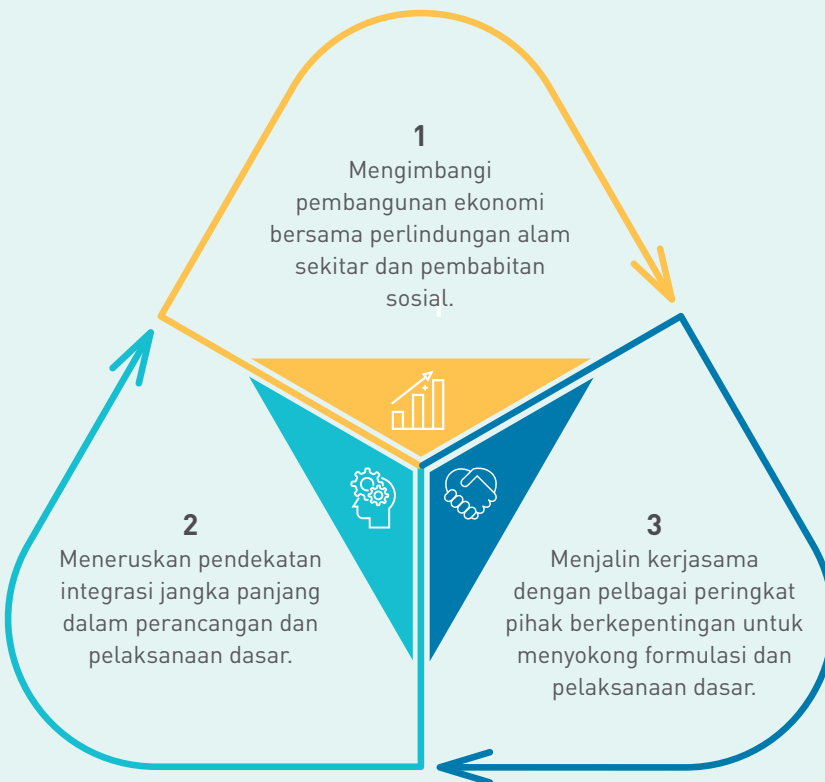 1
Mengimbangi
pembangunan ekonomi
bersama perlindungan alam
sekitar dan pembabitan
sosial.
2
Meneruskan pendekatan
integrasi jangka panjang
dalam perancangan dan
pelaksanaan dasar.
3
Menjalin kerjasama
dengan pelbagai peringkat
pihak berkepentingan untuk
menyokong formulasi dan
pelaksanaan dasar.